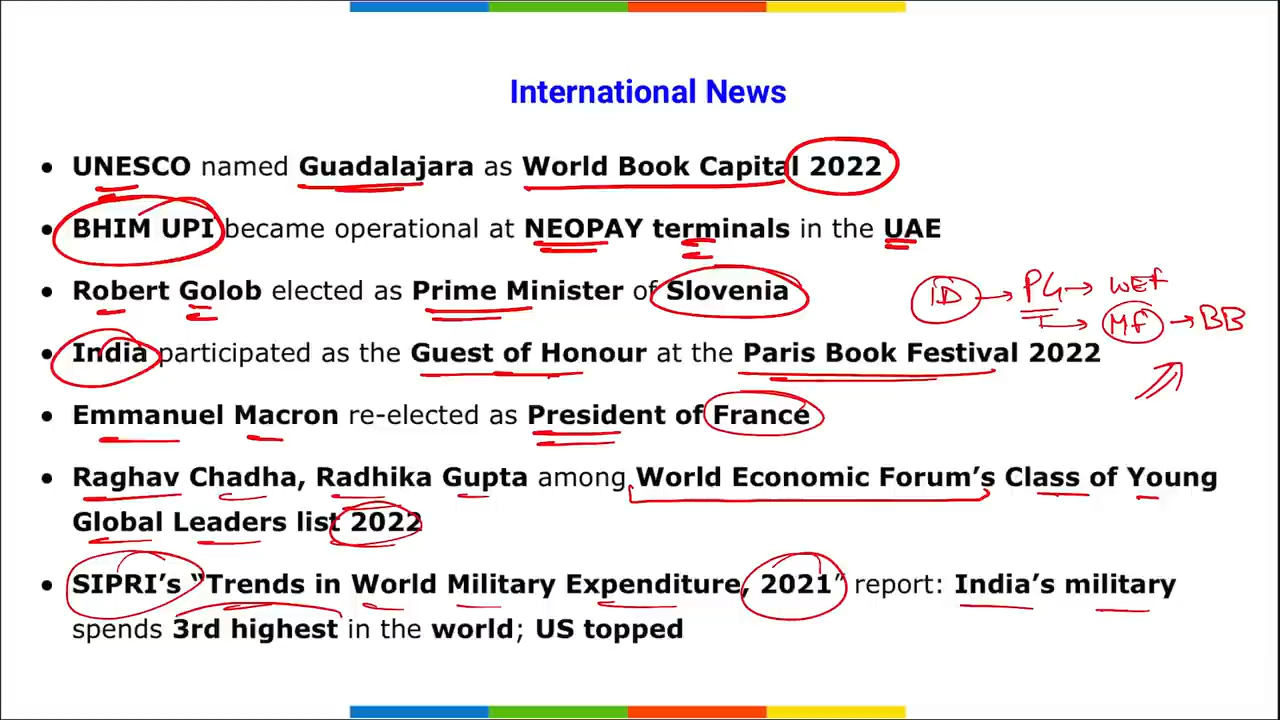 International News
• UNESCO named Guadalajara as World Book Capital 2022
• BHIM UPI became operational at NEOPAY terminals in the UAE
• Robert Golob elected as Prime Minister of Slovenia
ID → PG → WEF
I → MF → BB
• India participated as the Guest of Honour at the Paris Book Festival 2022
• Emmanuel Macron re-elected as President of France
• Raghav Chadha, Radhika Gupta among World Economic Forum's Class of Young
Global Leaders list 2022
• SIPRI's “Trends in World Military Expenditure, 2021” report: India's military
spends 3rd highest in the world; US topped